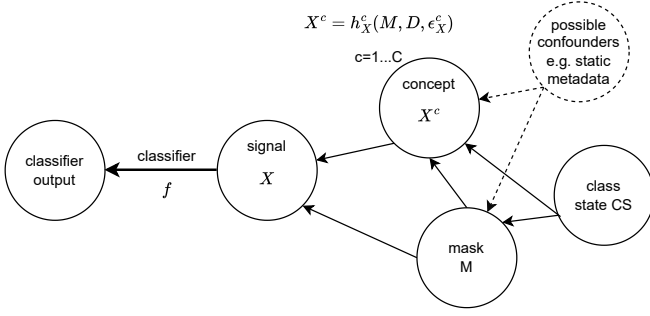 X^c = h_X^c(M, D, ϵ_X^c)
possible
confounders
e.g. static
metadata
c=1...C
concept
X^c
classifier
output
classifier
f
signal
X
class
state CS
mask
M